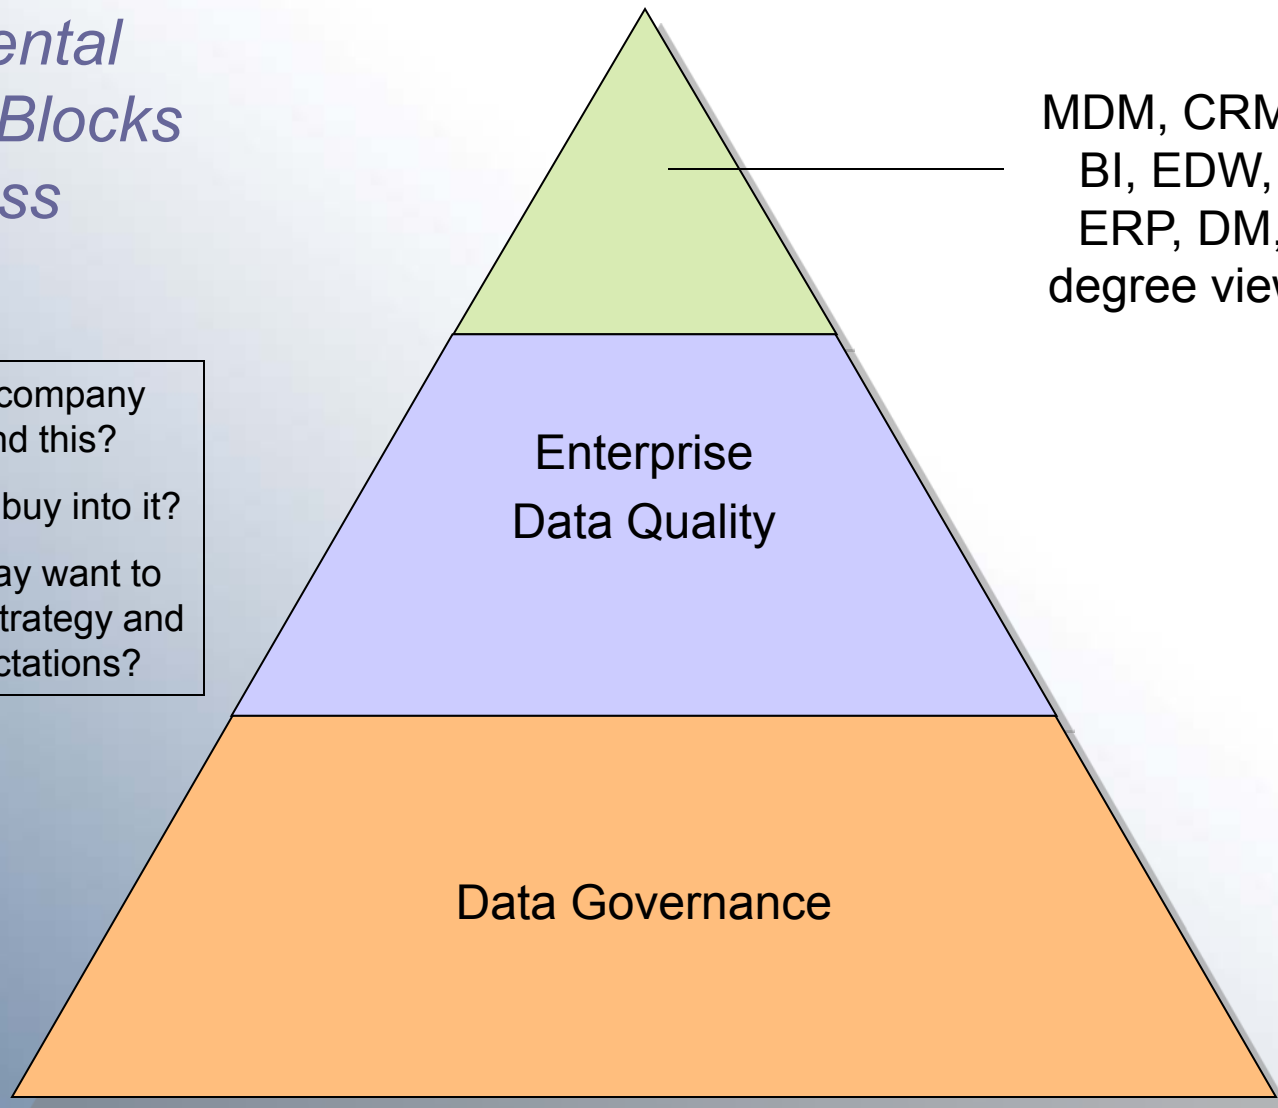 ental
Blocks
ss
MDM, CRM
BI, EDW,
ERP, DM,
degree view
company
nd this?
buy into it?
ay want to
trategy and
ctations?
Enterprise
Data Quality
Data Governance